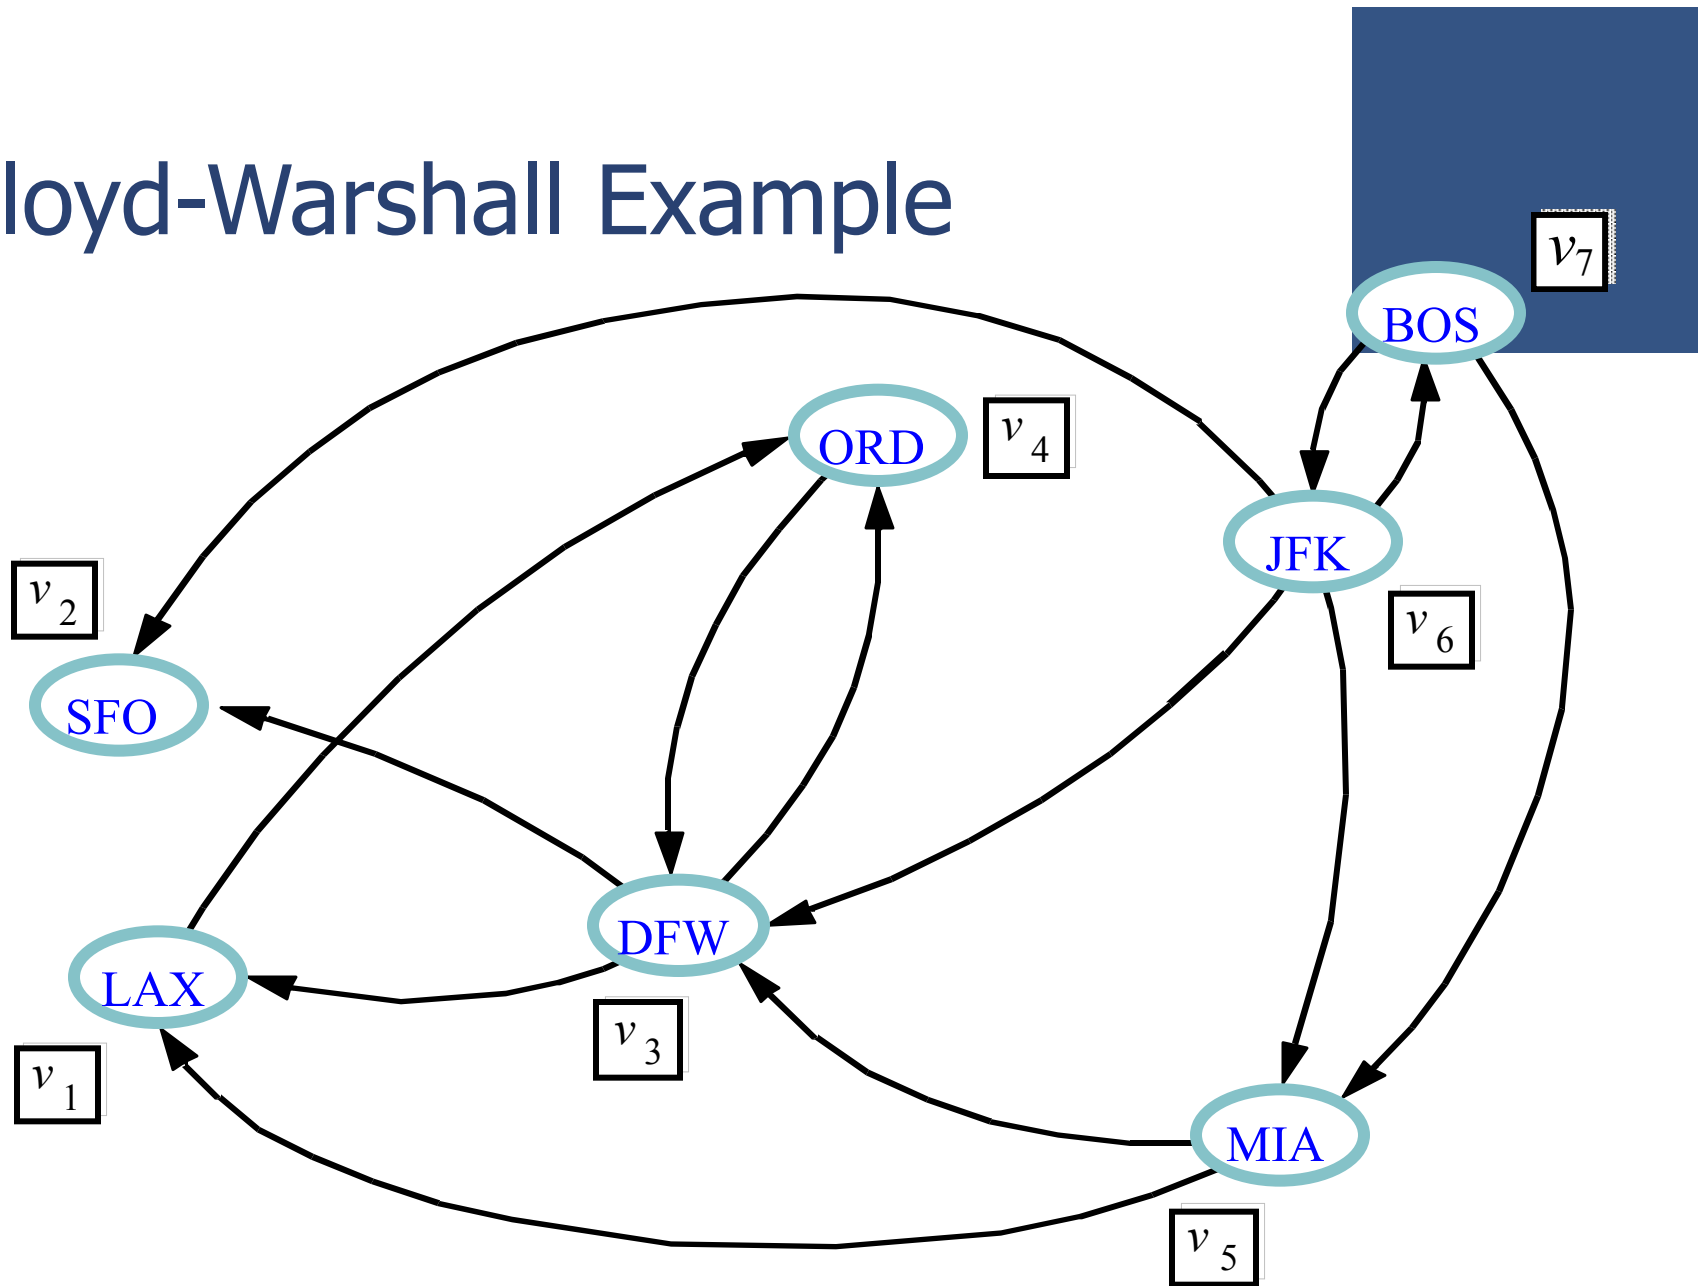 loyd-Warshall Example
v7
BOS
ORD
v4
JFK
v2
v6
SFO
DFW
LAX
v3
v1
MIA
v5